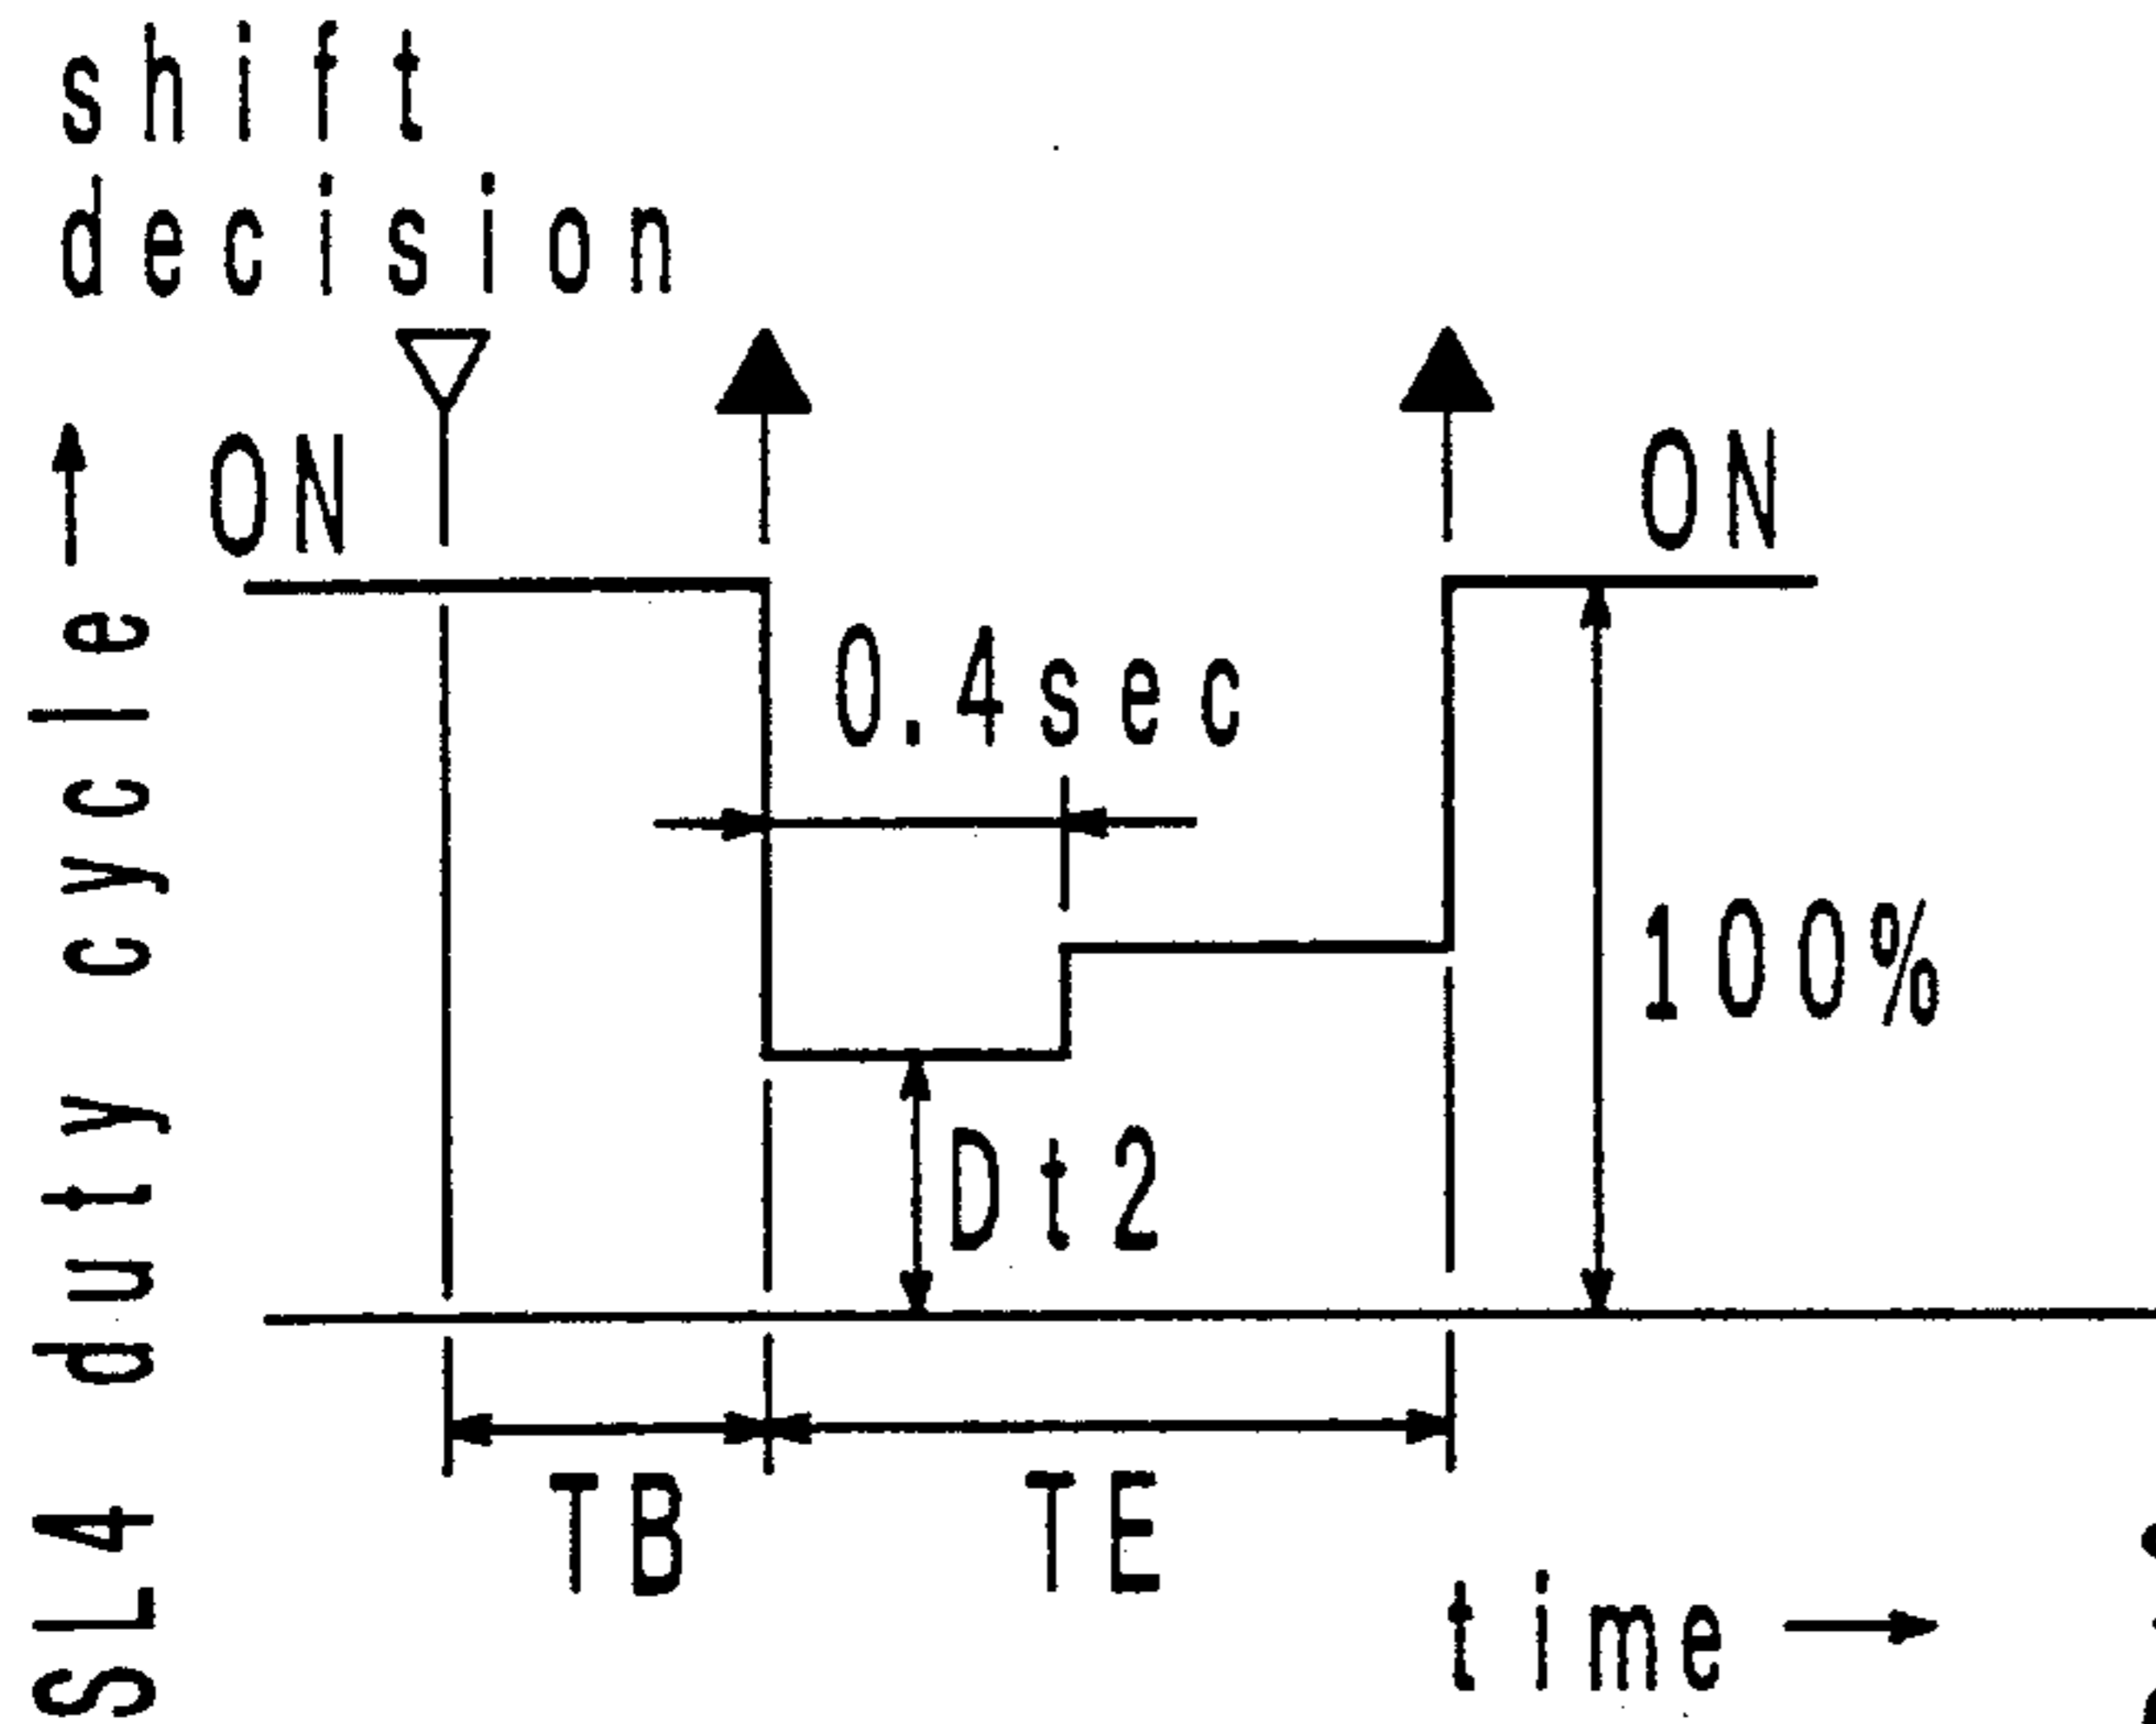 shift
decision
ON
ON
0.4sec
100%
Dt2
SL4 duty cycle
TB
TE
time